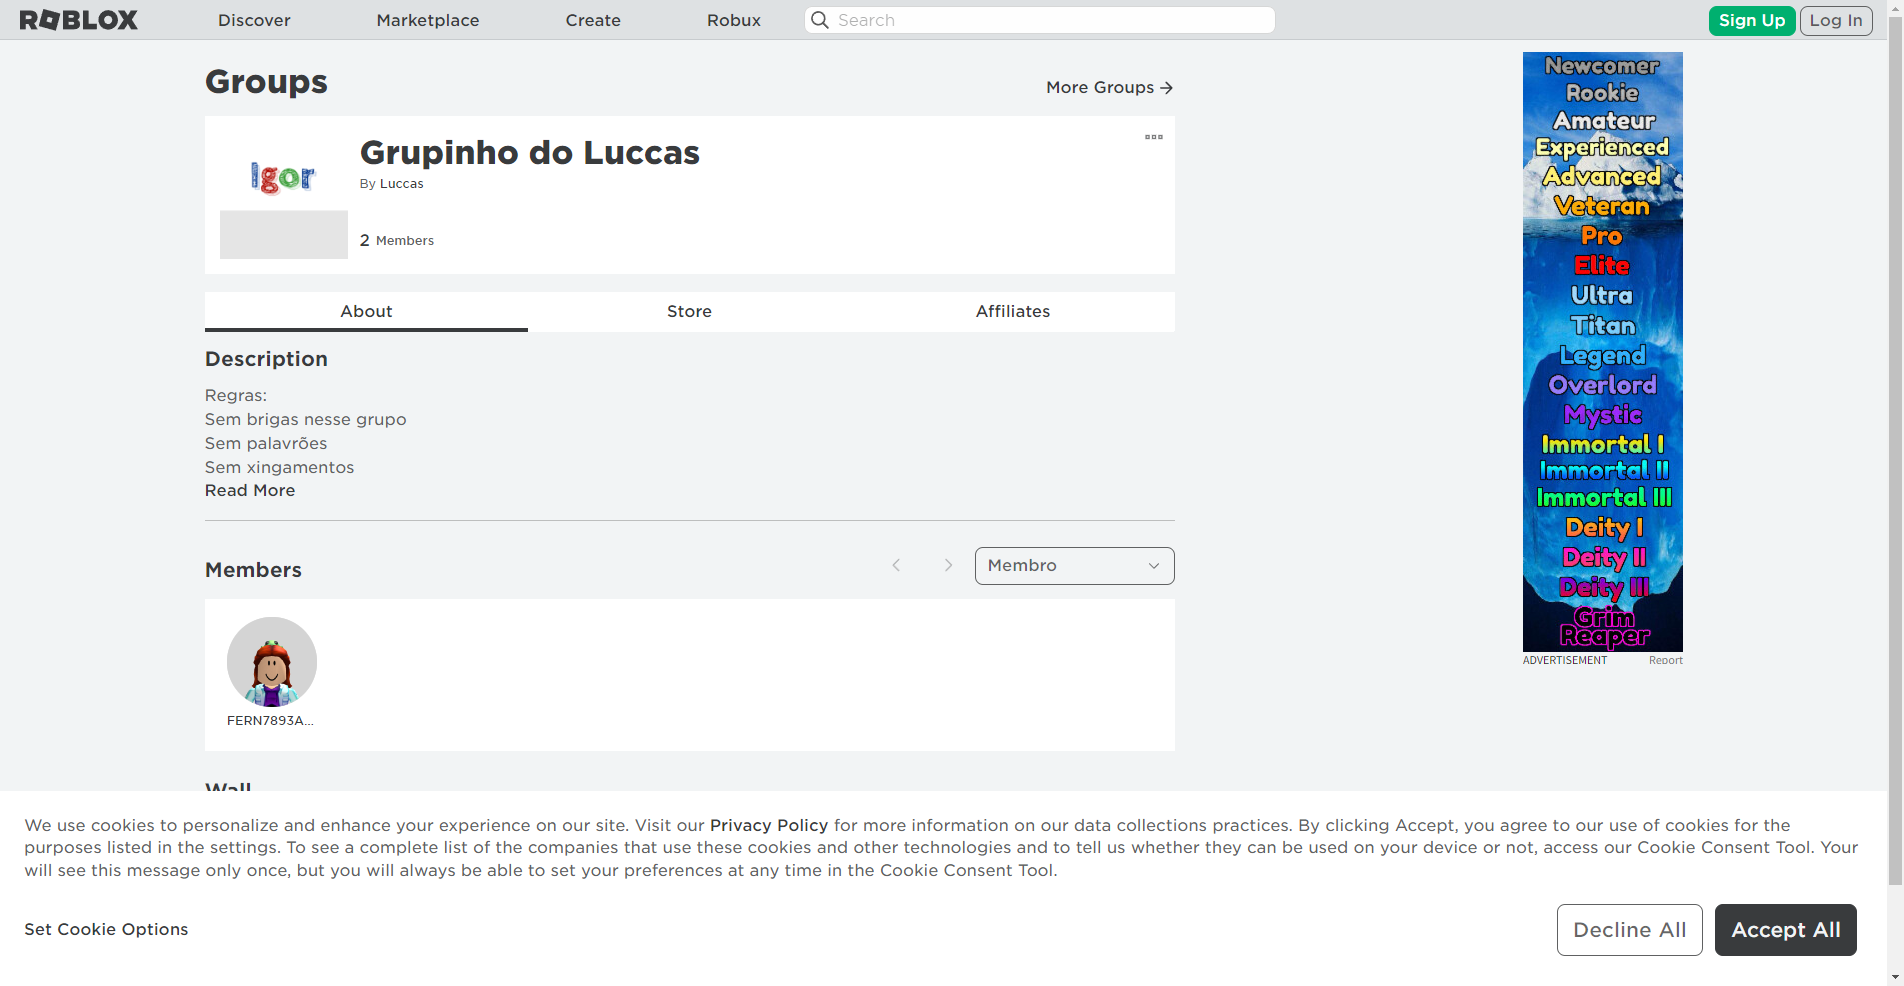 ROBLOX
Discover
Marketplace
Create
Robux
Search
Sign Up
Log In
Groups
More Groups
Igor
Grupinho do Luccas
By Luccas
2 Members
About
Store
Affiliates
Description
Regras:
Sem brigas nesse grupo
Sem palavrões
Sem xingamentos
Read More
Members
Membro
FERN7893A...
Wall
Newcomer
Rookie
Amateur
Experienced
Advanced
Veteran
Pro
Elite
Ultra
Titan
Legend
Overlord
Mystic
Immortal I
Immortal II
Immortal III
Deity I
Deity II
Deity III
Grim
Reaper
ADVERTISEMENT
Report
We use cookies to personalize and enhance your experience on our site. Visit our Privacy Policy for more information on our data collections practices. By clicking Accept, you agree to our use of cookies for the
purposes listed in the settings. To see a complete list of the companies that use these cookies and other technologies and to tell us whether they can be used on your device or not, access our Cookie Consent Tool. Your
will see this message only once, but you will always be able to set your preferences at any time in the Cookie Consent Tool.
Set Cookie Options
Decline All
Accept All